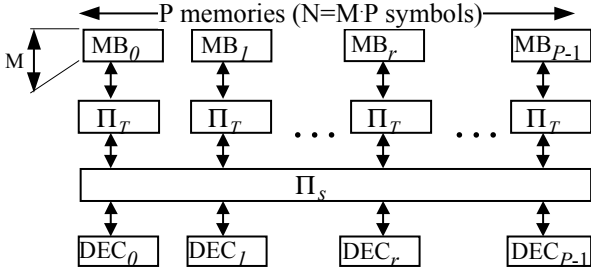 P memories (N=M·P symbols)
M
MB0 MB1 MBr MBP-1
ΠT ΠT ... ΠT ... ΠT
Πs
DEC0 DEC1 DECr DECP-1